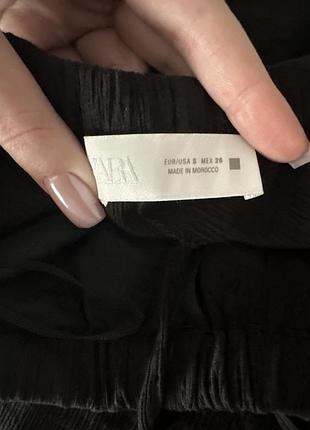 ZARA
EUR/USA S MEX 26
MADE IN MOROCCO